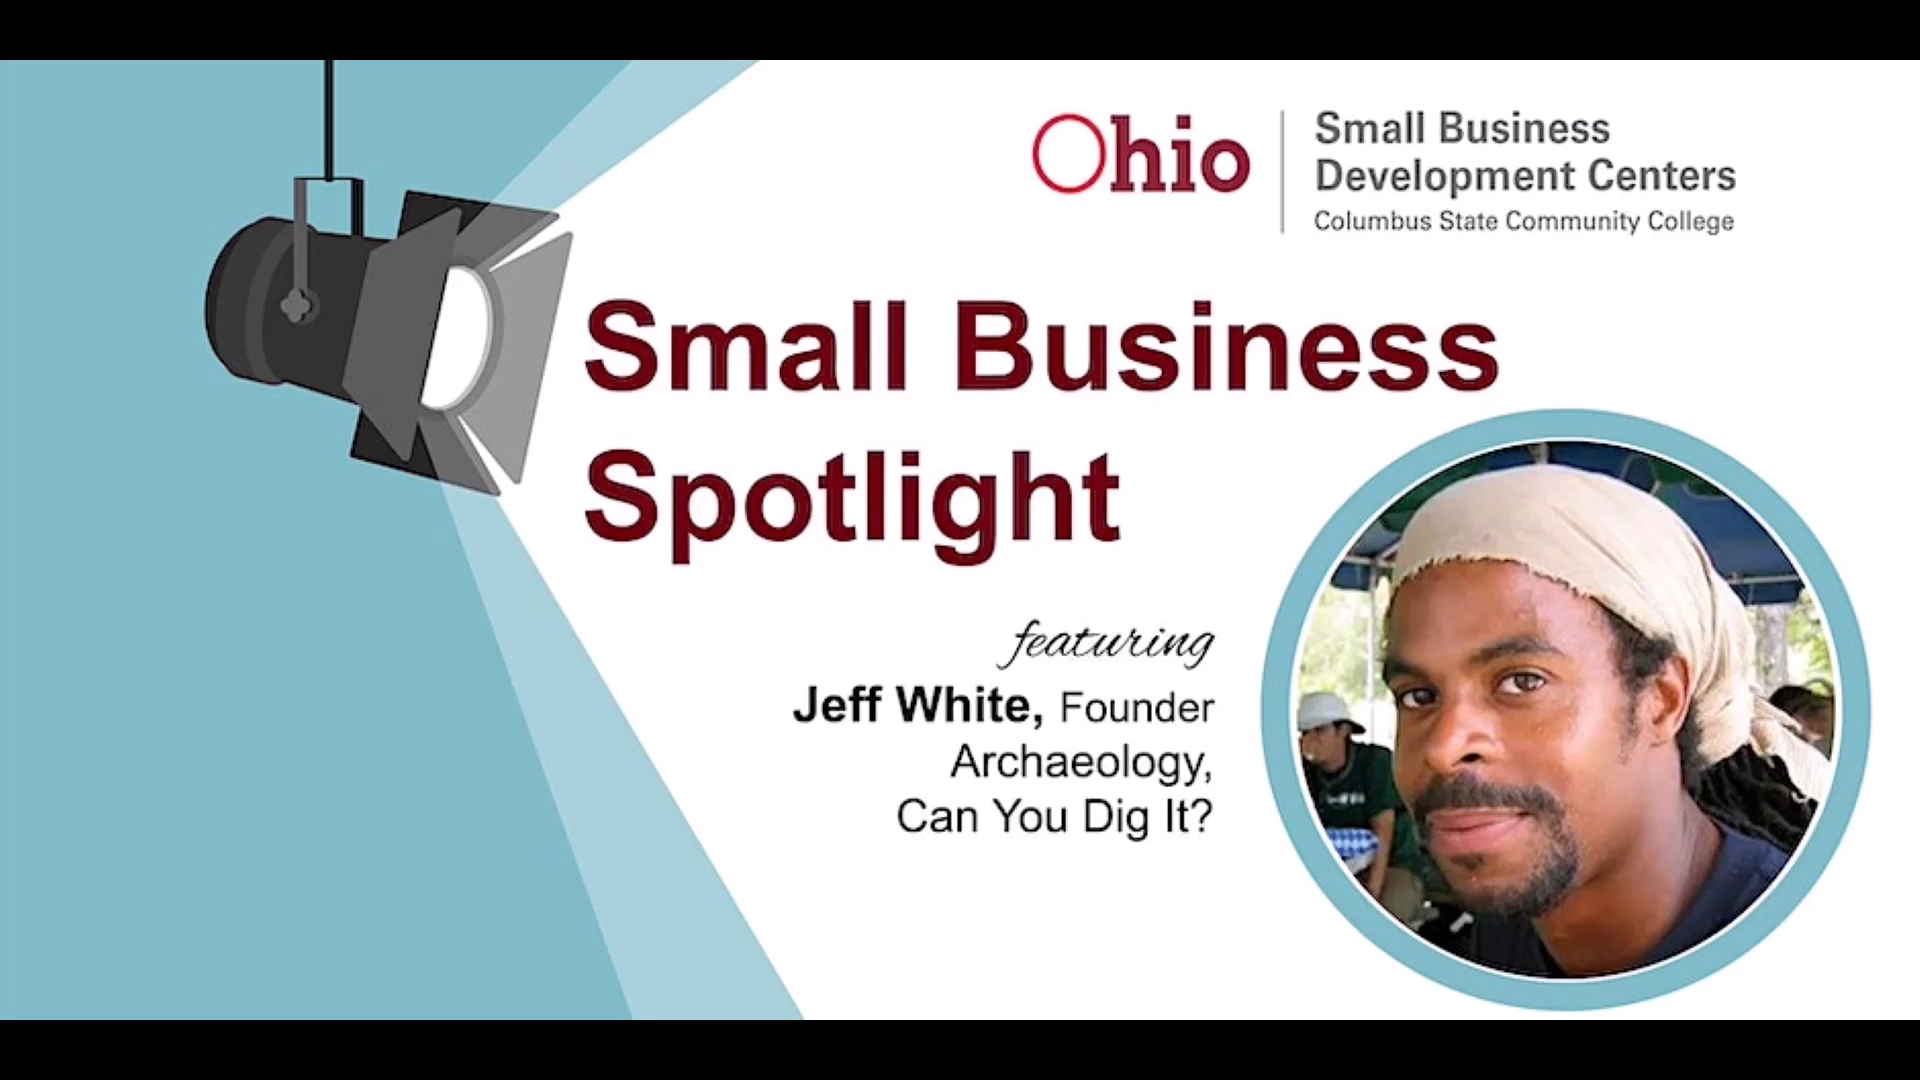 Ohio
Small Business
Development Centers
Columbus State Community College
Small Business
Spotlight
featuring
Jeff White, Founder
Archaeology,
Can You Dig It?